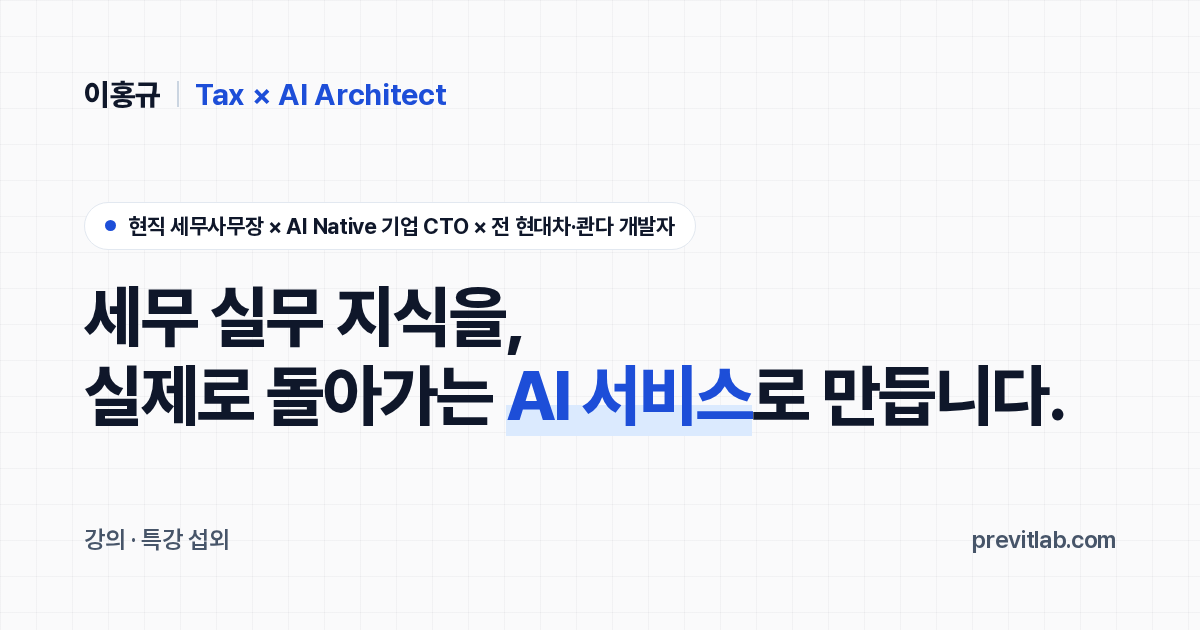 이홍규 | Tax × AI Architect
현직 세무사무장 × AI Native 기업 CTO × 전 현대차·콴다 개발자
세무 실무 지식을,
실제로 돌아가는 AI 서비스로 만듭니다.
강의 · 특강 섭외
previtlab.com